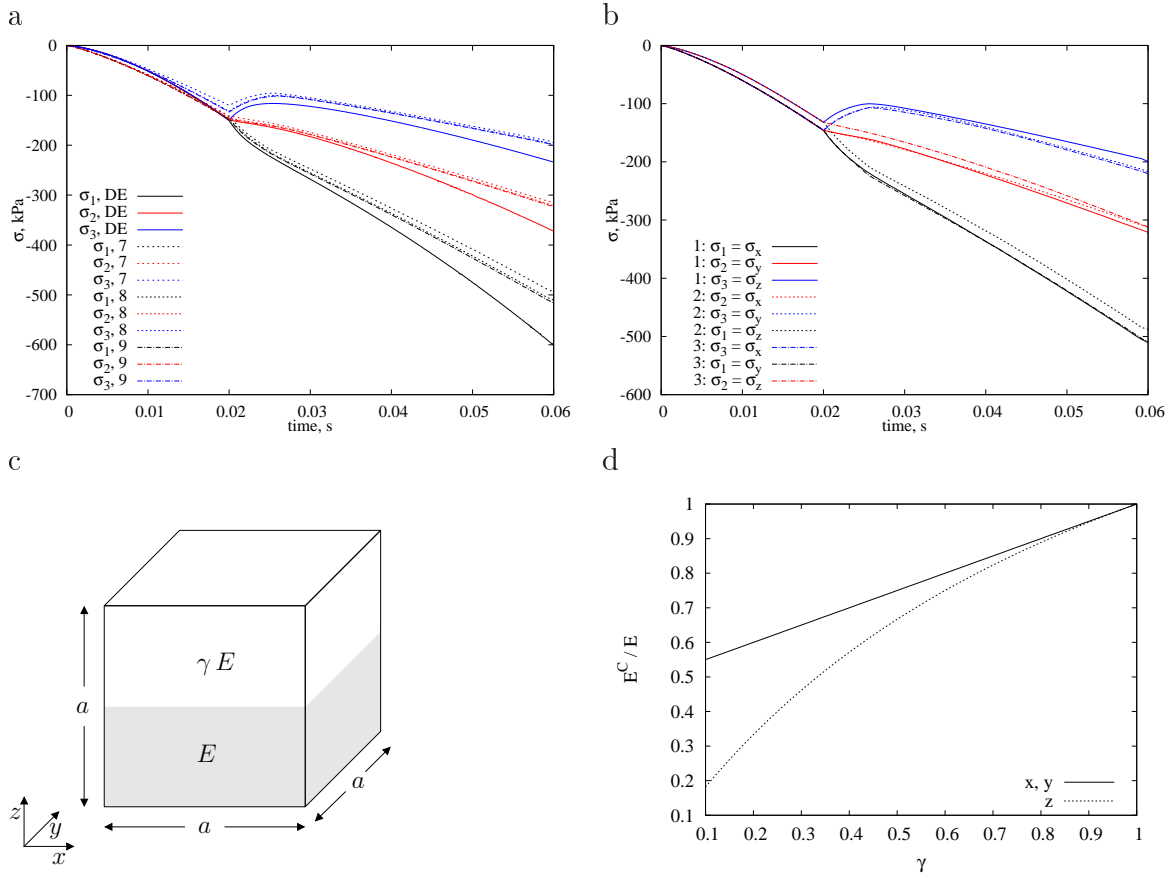 a
0
-100
-200
-300
-400
-500
-600
-700
σ, kPa
0
0.01
0.02
0.03
0.04
0.05
0.06
time, s
σ1, DE
σ2, DE
σ3, DE
σ1, 7
σ2, 7
σ3, 7
σ1, 8
σ2, 8
σ3, 8
σ1, 9
σ2, 9
σ3, 9
b
0
-100
-200
-300
-400
-500
-600
σ, kPa
0
0.01
0.02
0.03
0.04
0.05
0.06
time, s
1: σ1 = σx
1: σ2 = σy
1: σ3 = σz
2: σ2 = σx
2: σ3 = σy
2: σ1 = σz
3: σ3 = σx
3: σ1 = σy
3: σ2 = σz
c
γ E
E
a
a
a
z
y
x
d
1
0.9
0.8
0.7
0.6
0.5
0.4
0.3
0.2
0.1
E^C / E
0.1
0.2
0.3
0.4
0.5
0.6
0.7
0.8
0.9
1
γ
x, y
z